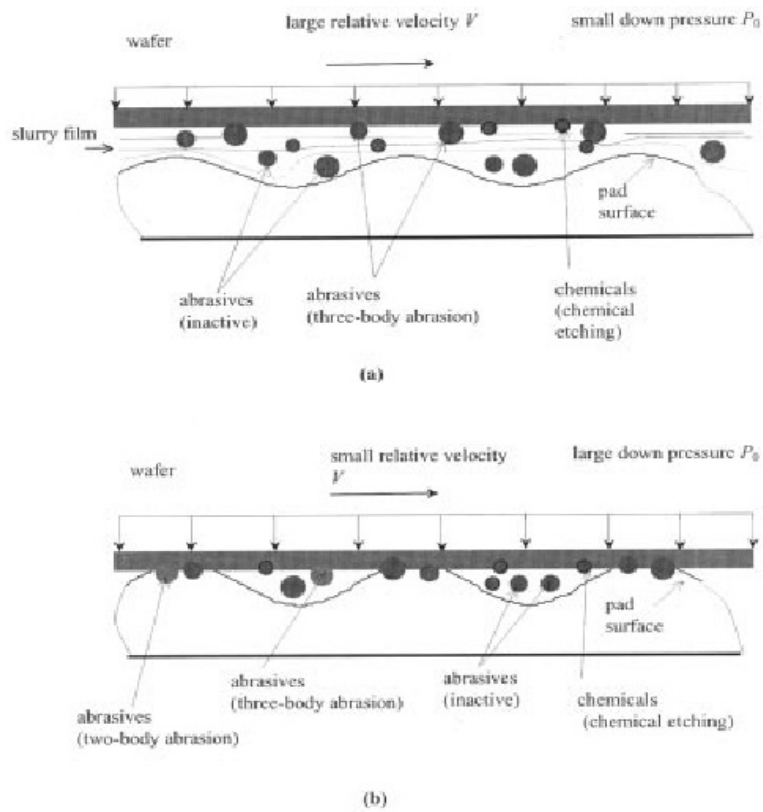 large relative velocity V
small down pressure P₀
wafer
slurry film
pad
surface
abrasives
(inactive)
abrasives
(three-body abrasion)
chemicals
(chemical
etching)
(a)
small relative velocity
V
large down pressure P₀
wafer
pad
surface
abrasives
(two-body abrasion)
abrasives
(three-body abrasion)
abrasives
(inactive)
chemicals
(chemical etching)
(b)